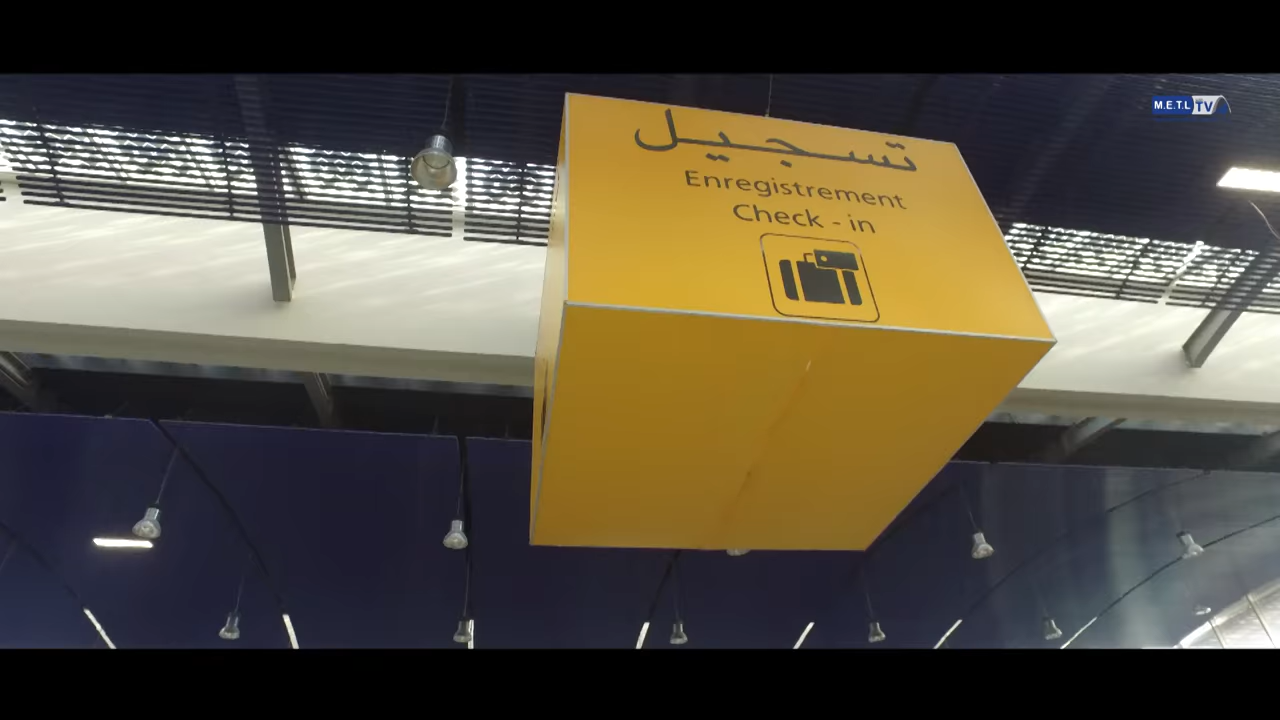 M.E.T.L TV
تسجيل
Enregistrement
Check - in